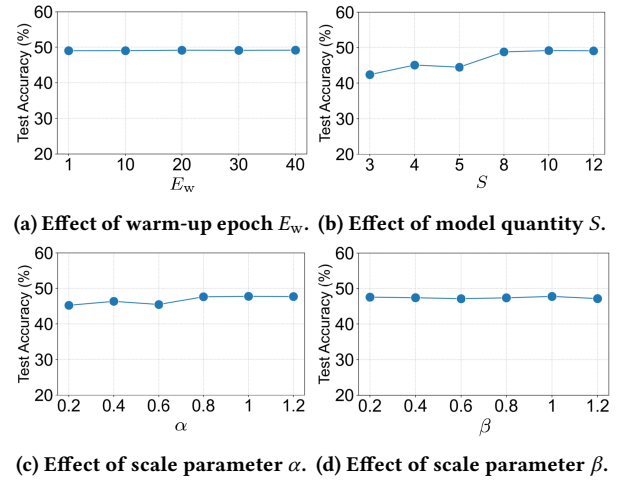 60
50
40
30
20
Test Accuracy (%)
1 10 20 30 40
E_w
60
50
40
30
20
Test Accuracy (%)
3 4 5 8 10 12
S
(a) Effect of warm-up epoch E_w. (b) Effect of model quantity S.
60
50
40
30
20
Test Accuracy (%)
0.2 0.4 0.6 0.8 1 1.2
α
60
50
40
30
20
Test Accuracy (%)
0.2 0.4 0.6 0.8 1 1.2
β
(c) Effect of scale parameter α. (d) Effect of scale parameter β.